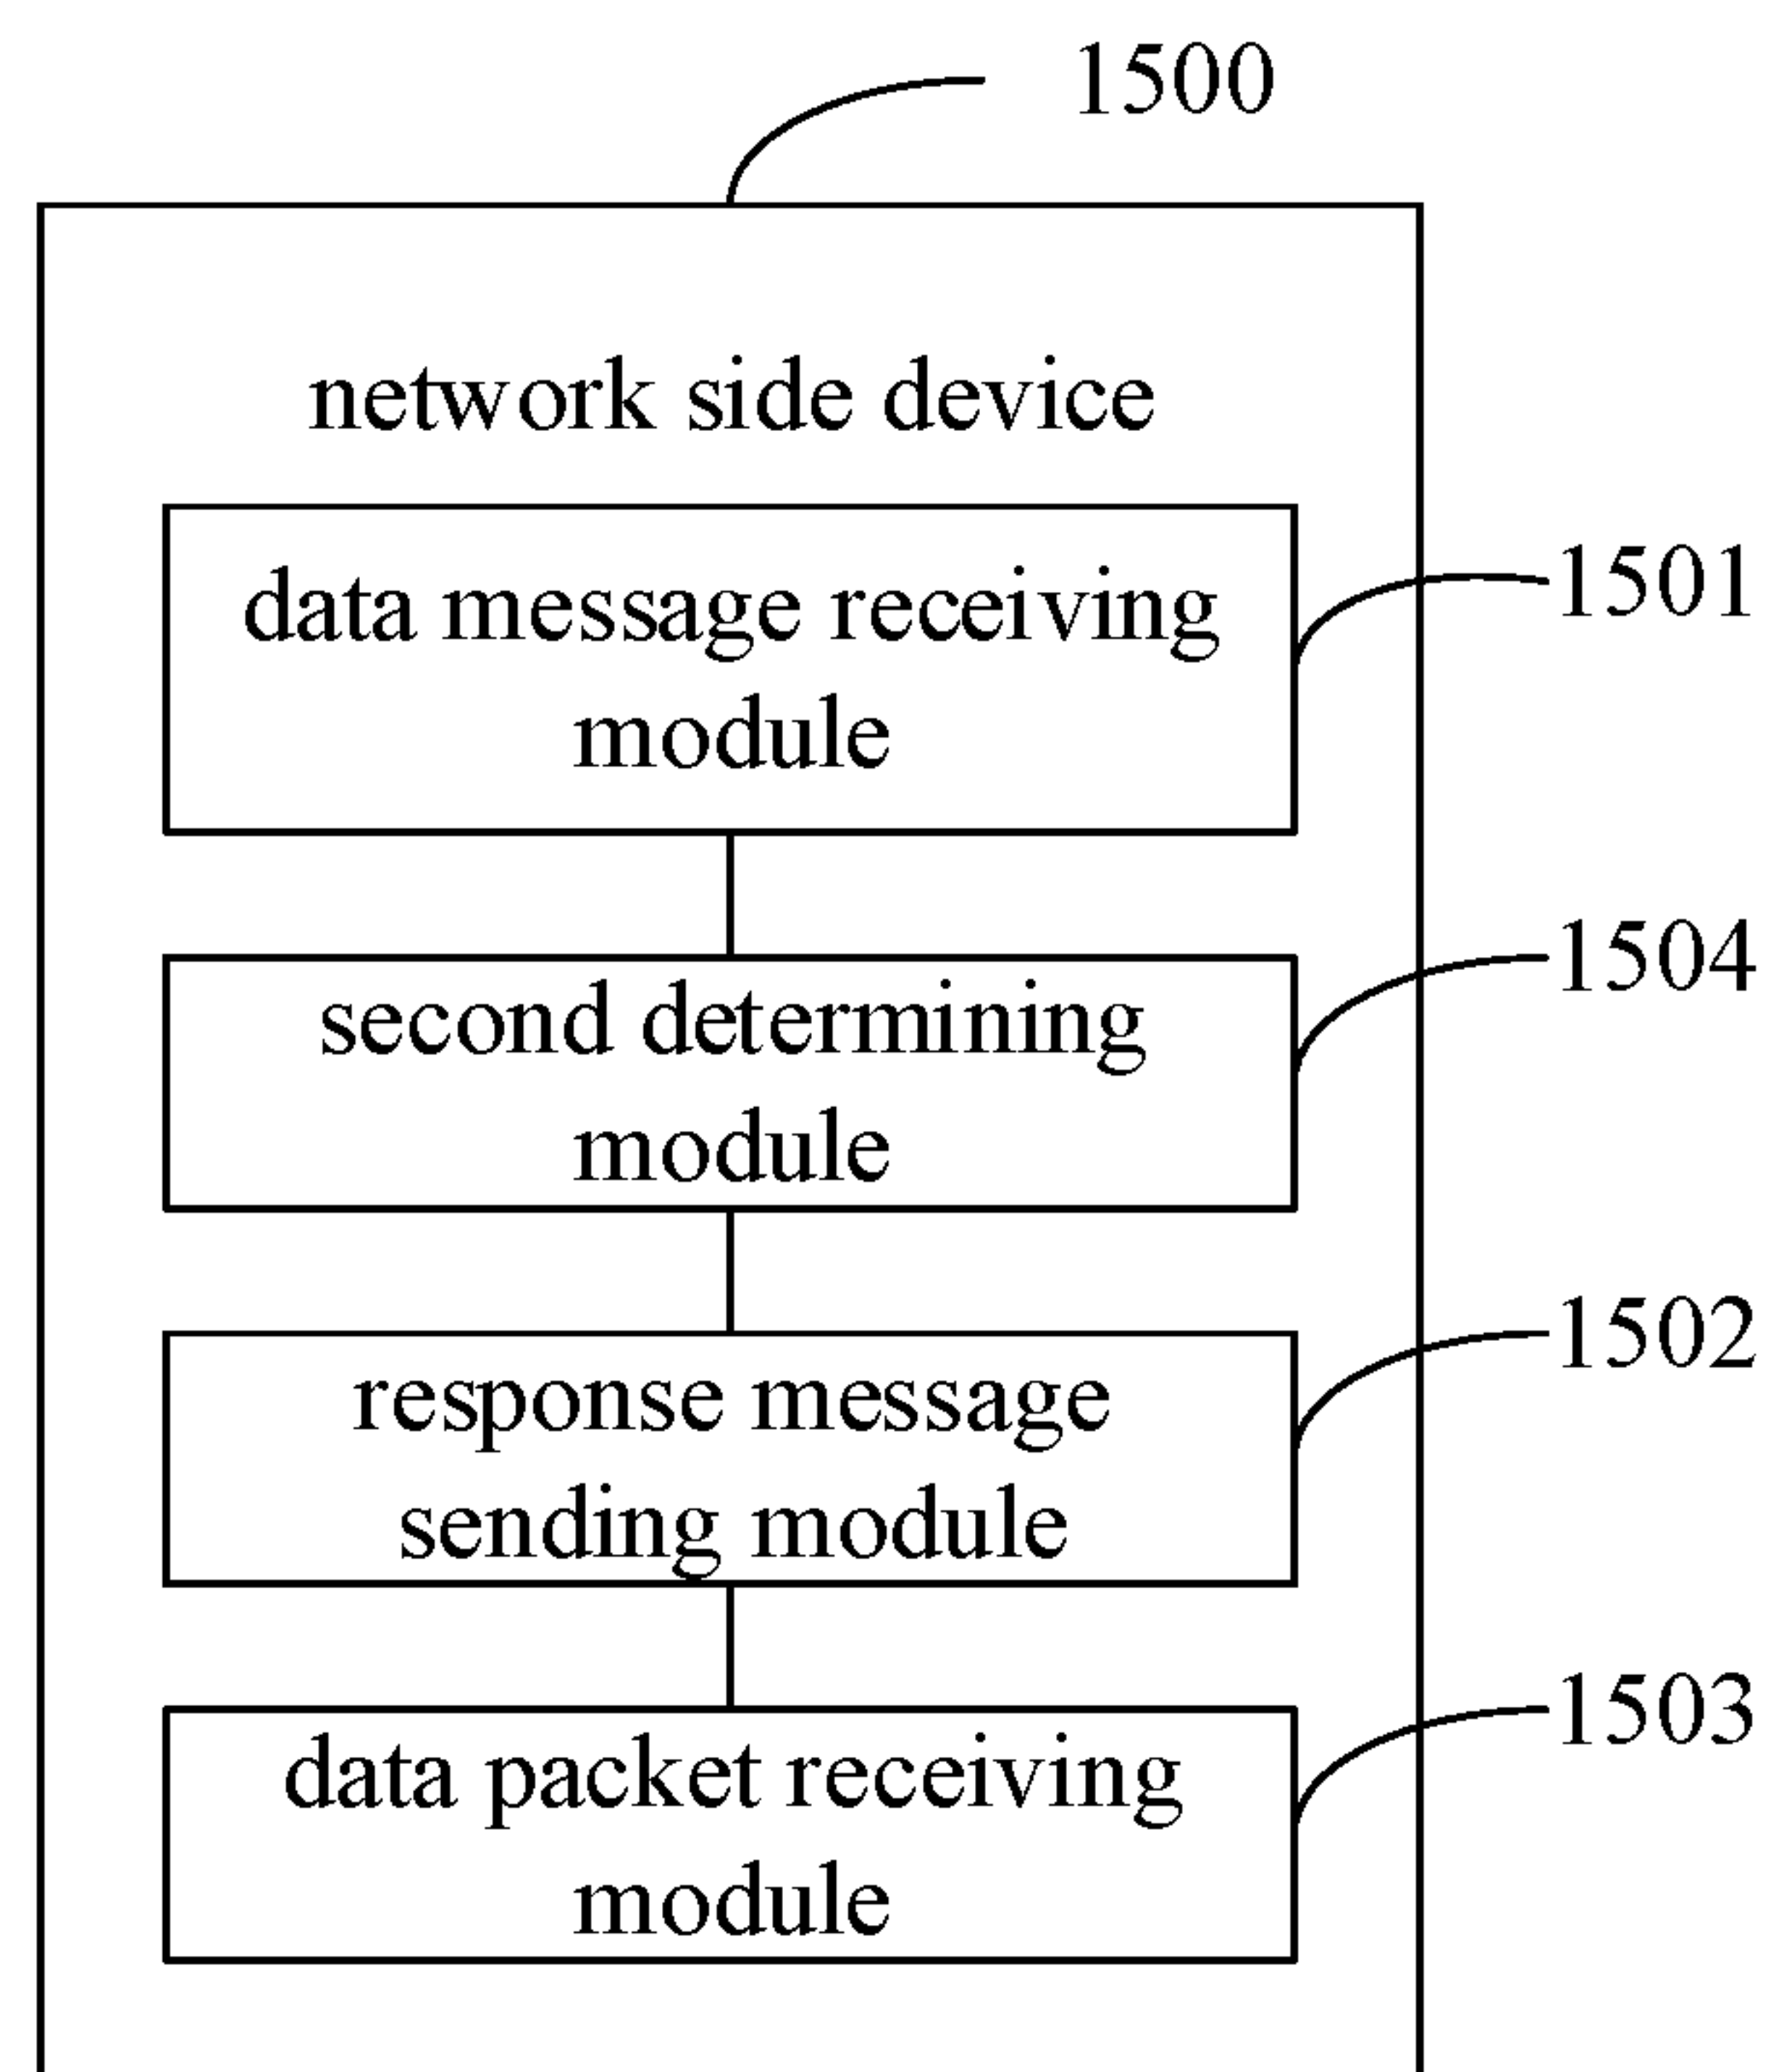 1500
network side device
data message receiving
module
1501
second determining
module
1504
response message
sending module
1502
data packet receiving
module
1503